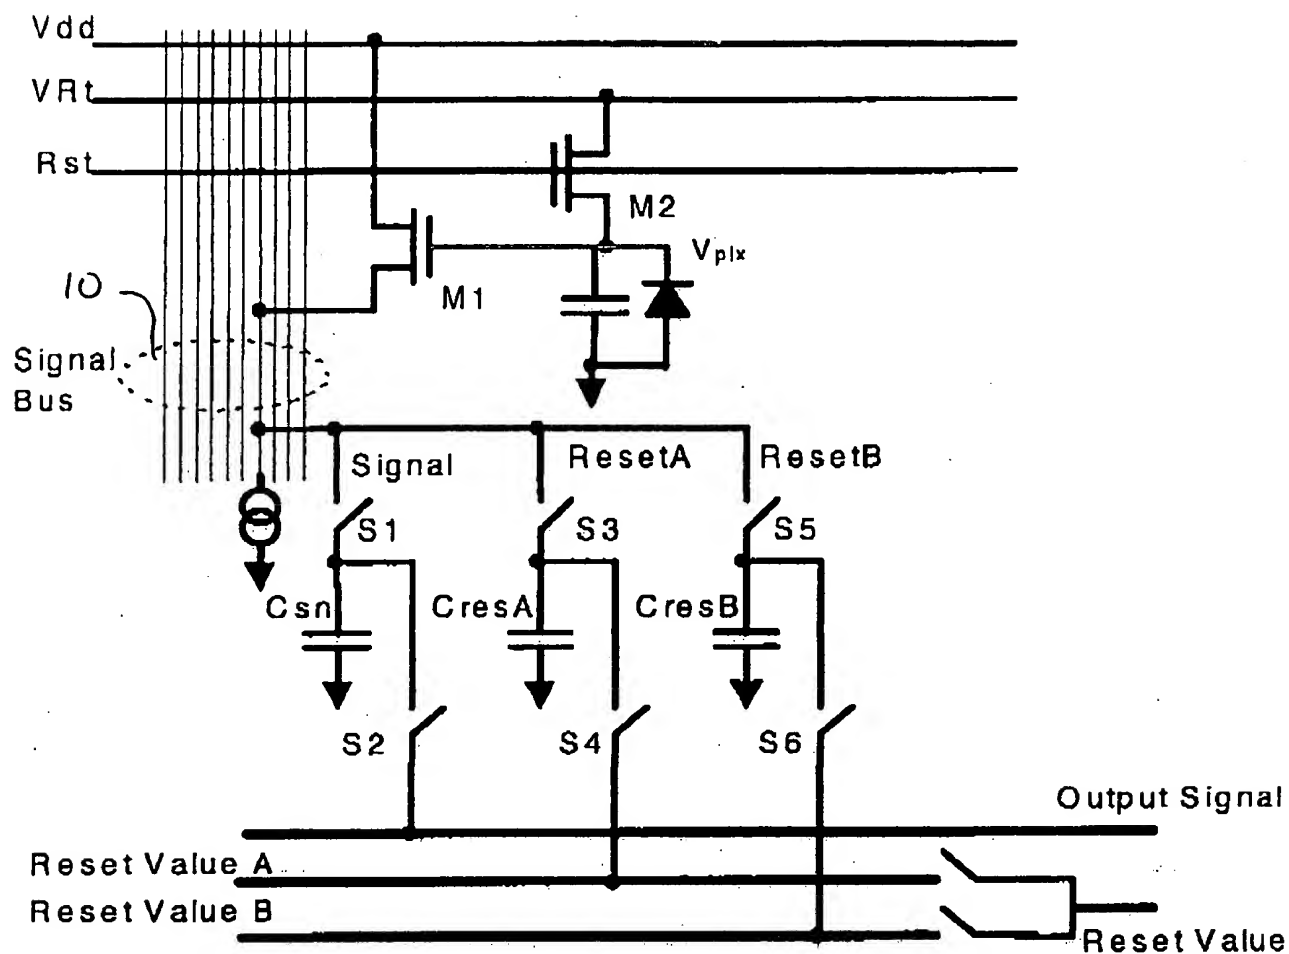 Vdd
VRt
Rst
M2
Vpix
M1
10
Signal
Bus
Signal
ResetA
ResetB
S1
S3
S5
Csn
CresA
CresB
S2
S4
S6
Output Signal
Reset Value A
Reset Value B
Reset Value